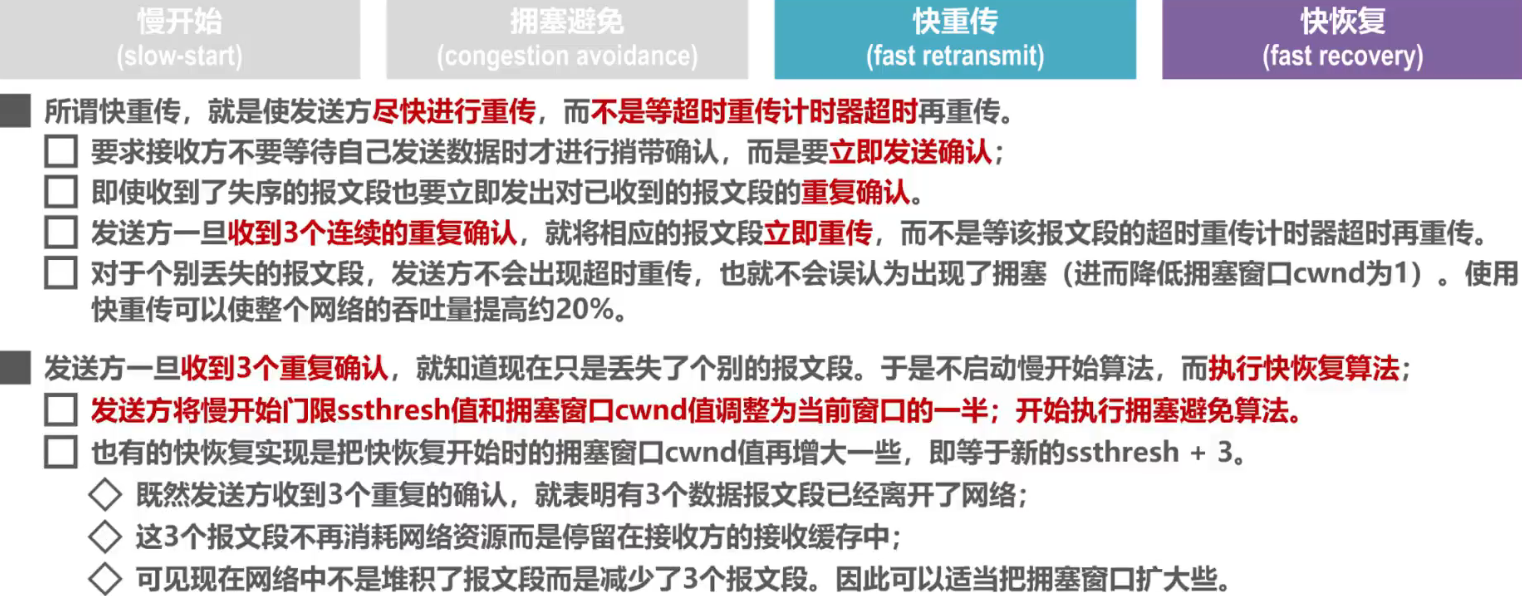 慢开始
(slow-start)
拥塞避免
(congestion avoidance)
快重传
(fast retransmit)
快恢复
(fast recovery)
所谓快重传，就是使发送方尽快进行重传，而不是等超时重传计时器超时再重传。
要求接收方不要等待自己发送数据时才进行捎带确认，而是要立即发送确认；
即使收到了失序的报文段也要立即发出对已收到的报文段的重复确认。
发送方一旦收到3个连续的重复确认，就将相应的报文段立即重传，而不是等该报文段的超时重传计时器超时再重传。
对于个别丢失的报文段，发送方不会出现超时重传，也就不会误认为出现了拥塞（进而降低拥塞窗口cwnd为1）。使用
快重传可以使整个网络的吞吐量提高约20%。
发送方一旦收到3个重复确认，就知道现在只是丢失了个别的报文段。于是不启动慢开始算法，而执行快恢复算法；
发送方将慢开始门限ssthresh值和拥塞窗口cwnd值调整为当前窗口的一半；开始执行拥塞避免算法。
也有的快恢复实现是把快恢复开始时的拥塞窗口cwnd值再增大一些，即等于新的ssthresh + 3。
既然发送方收到3个重复的确认，就表明有3个数据报文段已经离开了网络；
这3个报文段不再消耗网络资源而是停留在接收方的接收缓存中；
可见现在网络中不是堆积了报文段而是减少了3个报文段。因此可以适当把拥塞窗口扩大些。